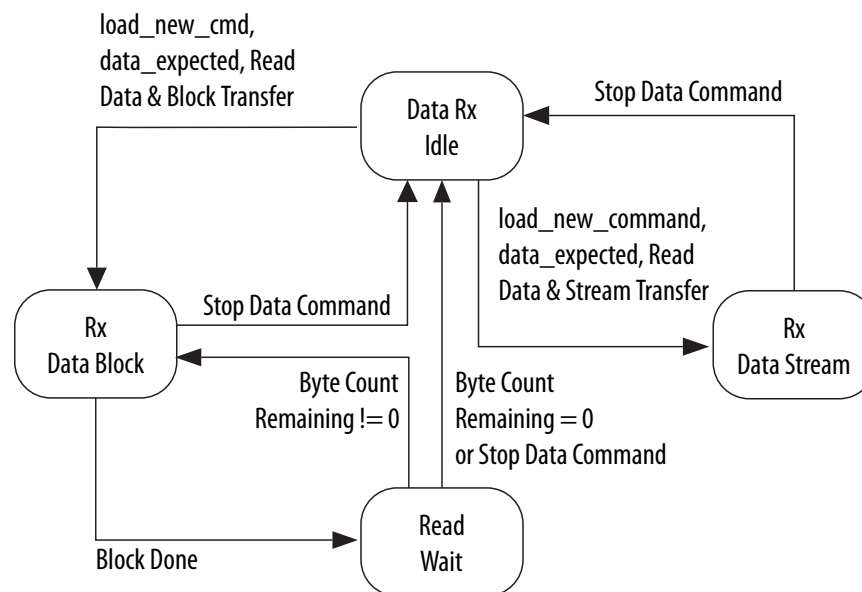 load_new_cmd,
data_expected, Read
Data & Block Transfer
Data Rx
Idle
Stop Data Command
load_new_command,
data_expected, Read
Data & Stream Transfer
Rx
Data Block
Stop Data Command
Rx
Data Stream
Byte Count
Remaining != 0
Byte Count
Remaining = 0
or Stop Data Command
Block Done
Read
Wait